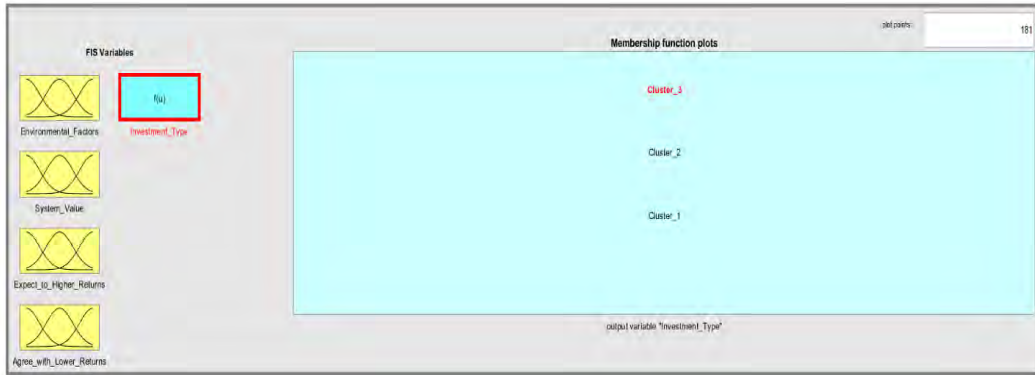 plot points:
181
FIS Variables
Membership function plots
f(u)
Environmental_Factors
Investment_Type
System_Value
Expect_to_Higher_Returns
Agree_with_Lower_Returns
Cluster_3
Cluster_2
Cluster_1
output variable "Investment_Type"